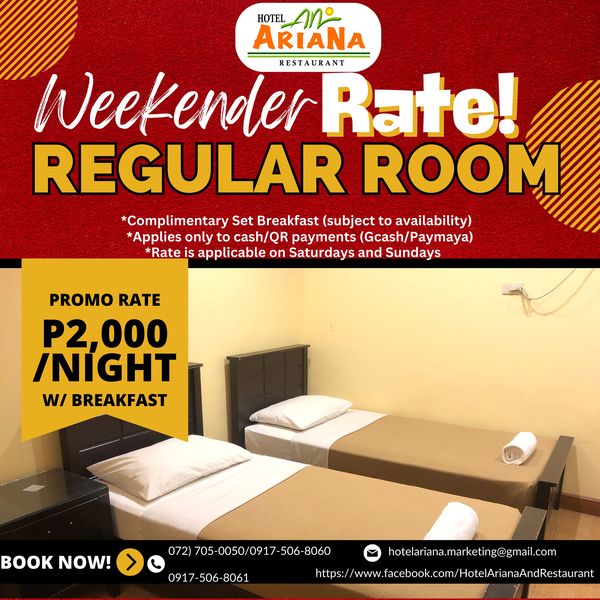 HOTEL
ARIANA
RESTAURANT
Weekender Rate!
REGULAR ROOM
*Complimentary Set Breakfast (subject to availability)
*Applies only to cash/QR payments (Gcash/Paymaya)
*Rate is applicable on Saturdays and Sundays
PROMO RATE
P2,000
/NIGHT
W/ BREAKFAST
BOOK NOW!
072) 705-0050/0917-506-8060
0917-506-8061
hotelariana.marketing@gmail.com
https://www.facebook.com/HotelArianaAndRestaurant